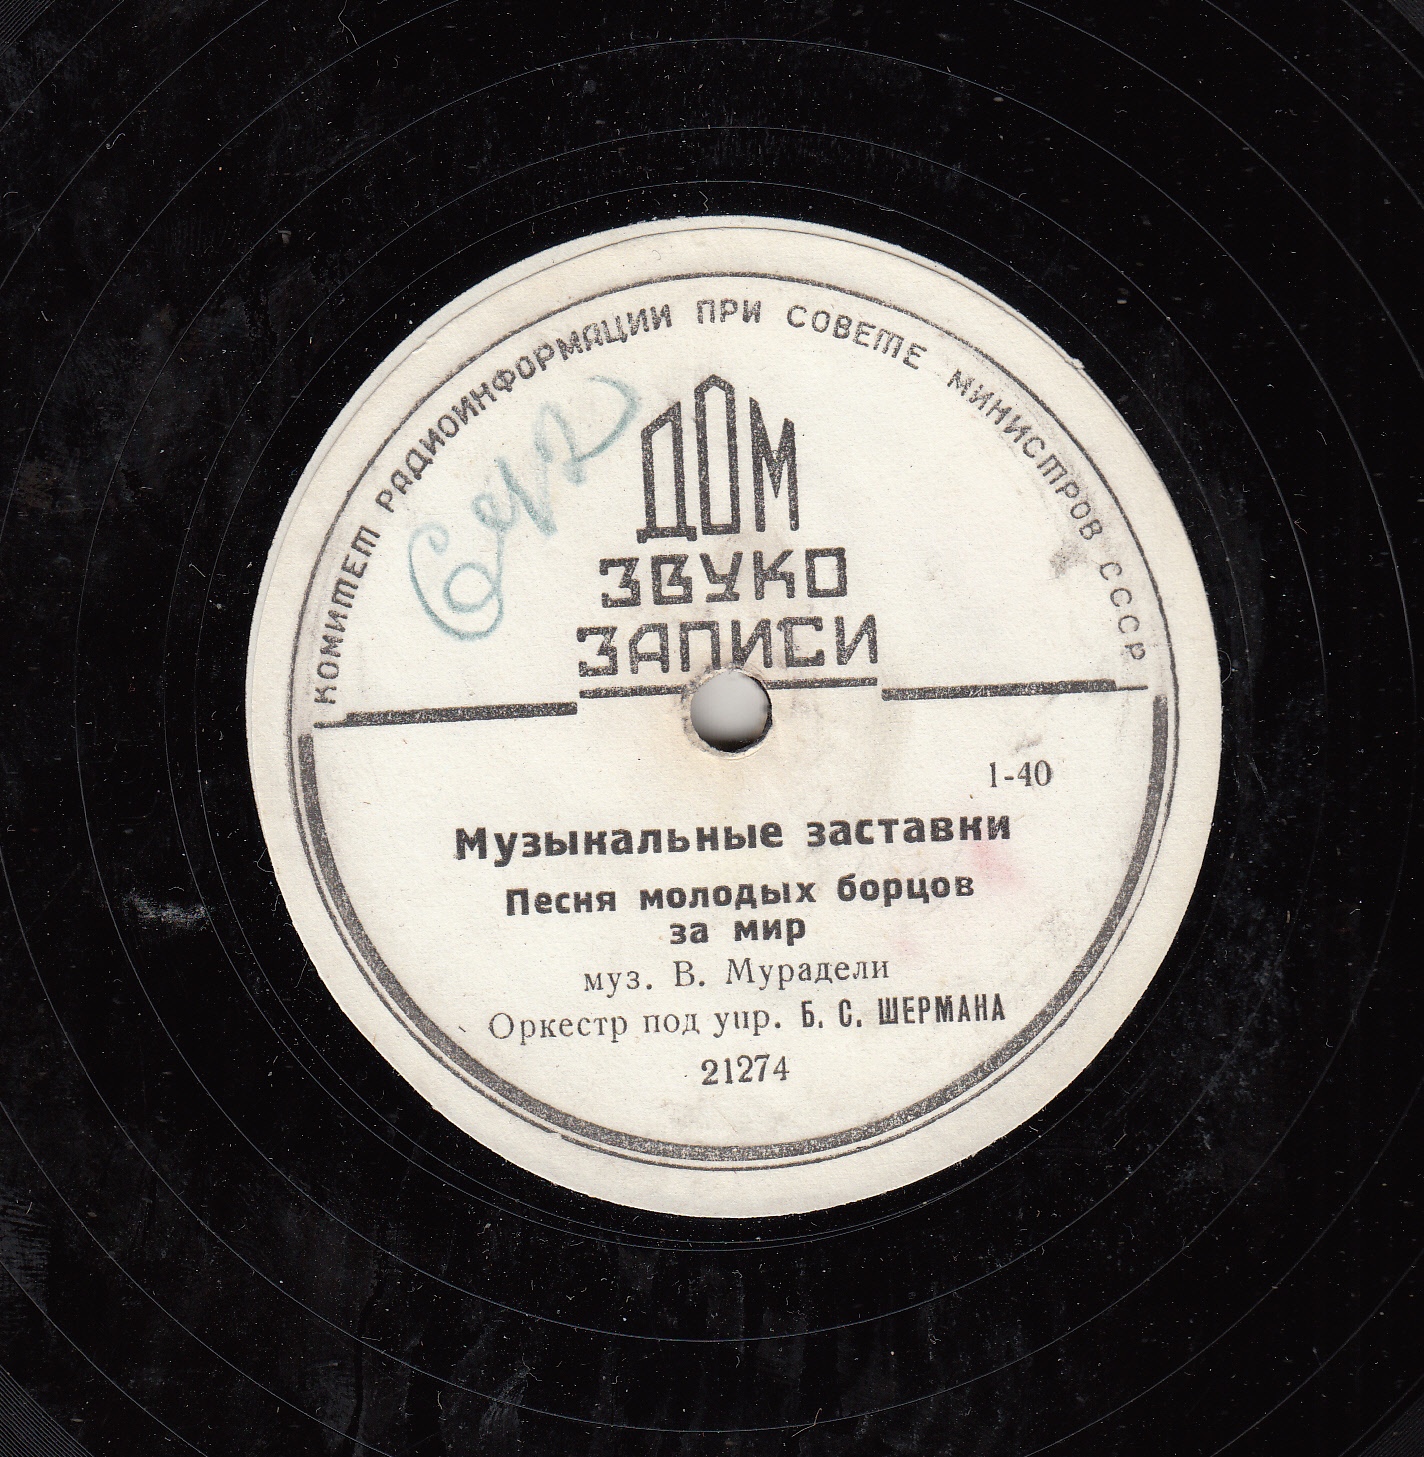 КОМИТЕТ РАДИОИНФОРМАЦИИ ПРИ СОВЕТЕ МИНИСТРОВ СССР
ДОМ
ЗВУКО
ЗАПИСИ
1-40
Музыкальные заставки
Песня молодых борцов
за мир
муз. В. Мурадели
Оркестр под упр. Б. С. ШЕРМАНА
21274